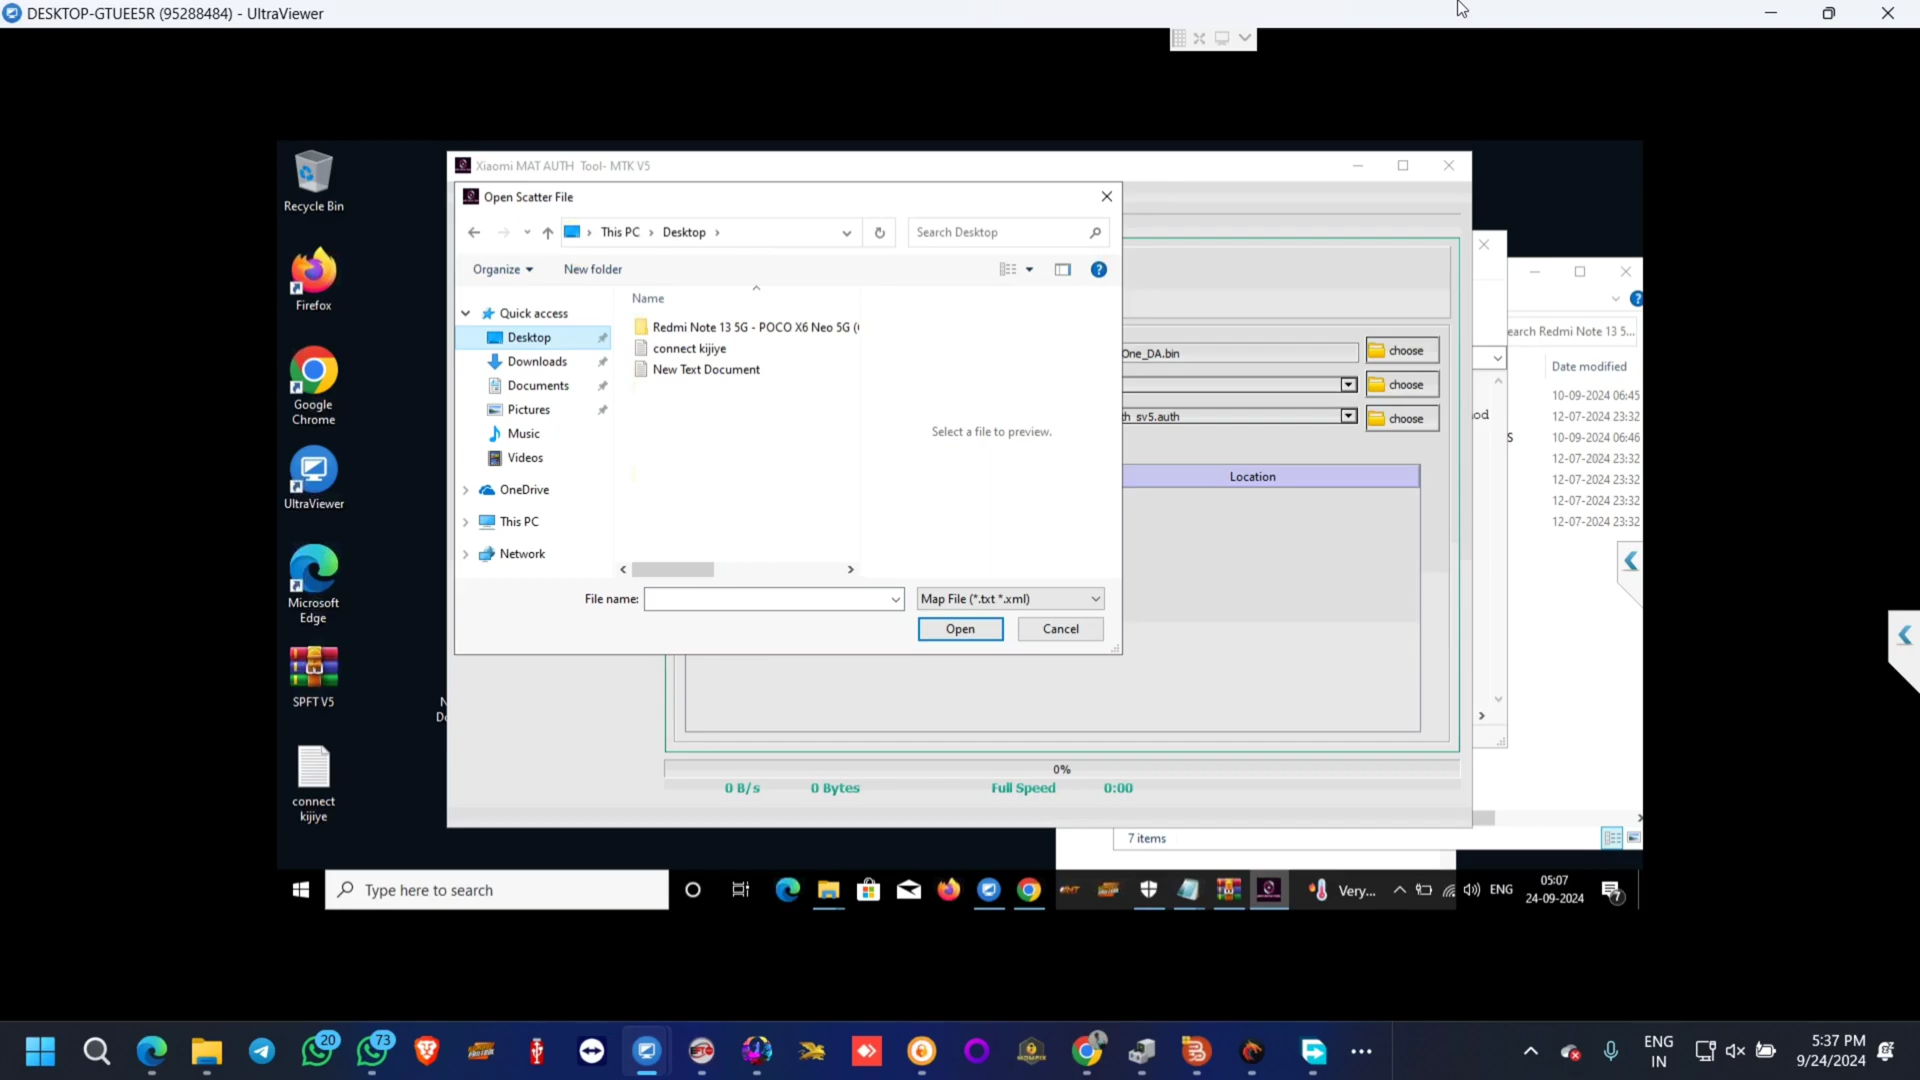 DESKTOP-GTUEE5R (95288484) - UltraViewer
Recycle Bin
Firefox
Google
Chrome
UltraViewer
Microsoft
Edge
SPFT V5
connect
kijiye
Xiaomi MAT AUTH Tool- MTK V5
Open Scatter File
This PC > Desktop >
Search Desktop
Organize
New folder
Name
Quick access
Desktop
Downloads
Documents
Pictures
Music
Videos
OneDrive
This PC
Network
Redmi Note 13 5G - POCO X6 Neo 5G (
connect kijiye
New Text Document
Select a file to preview.
File name:
Map File (*.txt *.xml)
Open
Cancel
One_DA.bin
choose
choose
sv5.auth
choose
Location
earch Redmi Note 13 5...
Date modified
10-09-2024 06:45
12-07-2024 23:32
10-09-2024 06:46
12-07-2024 23:32
12-07-2024 23:32
12-07-2024 23:32
12-07-2024 23:32
od
S
0%
0 B/s
0 Bytes
Full Speed
0:00
7 items
Type here to search
Very...
ENG
05:07
24-09-2024
7
20
73
ENG
IN
5:37 PM
9/24/2024